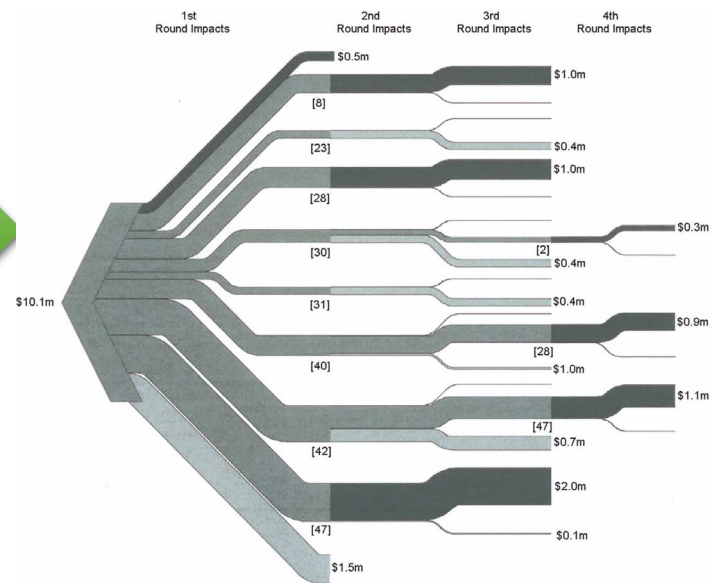 1st
Round Impacts
2nd
Round Impacts
3rd
Round Impacts
4th
Round Impacts
$0.5m
$1.0m
[8]
[23]
$0.4m
$1.0m
[28]
$0.3m
[30]
[2]
$0.4m
$10.1m
[31]
$0.4m
$0.9m
[40]
[28]
$1.0m
$1.1m
[42]
[47]
$0.7m
$2.0m
[47]
$0.1m
$1.5m